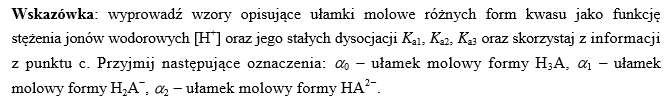 Wskazówka: wyprowadź wzory opisujące ułamki molowe różnych form kwasu jako funkcję
stężenia jonów wodorowych [H⁺] oraz jego stałych dysocjacji Kₐ₁, Kₐ₂, Kₐ₃ oraz skorzystaj z informacji
z punktu c. Przyjmij następujące oznaczenia: α₀ – ułamek molowy formy H₃A, α₁ – ułamek
molowy formy H₂A⁻, α₂ – ułamek molowy formy HA²⁻.